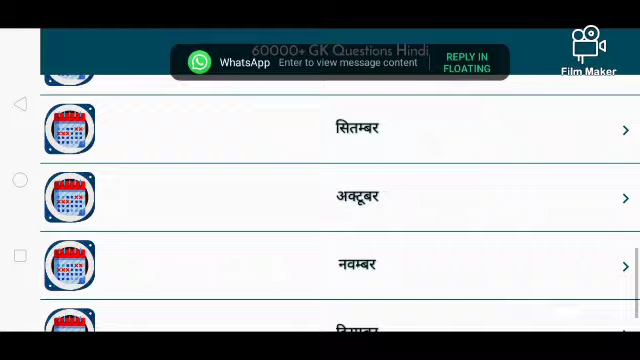 60000+ GK Questions Hindi
WhatsApp Enter to view message content REPLY IN FLOATING
Film Maker
सितम्बर
अक्टूबर
नवम्बर